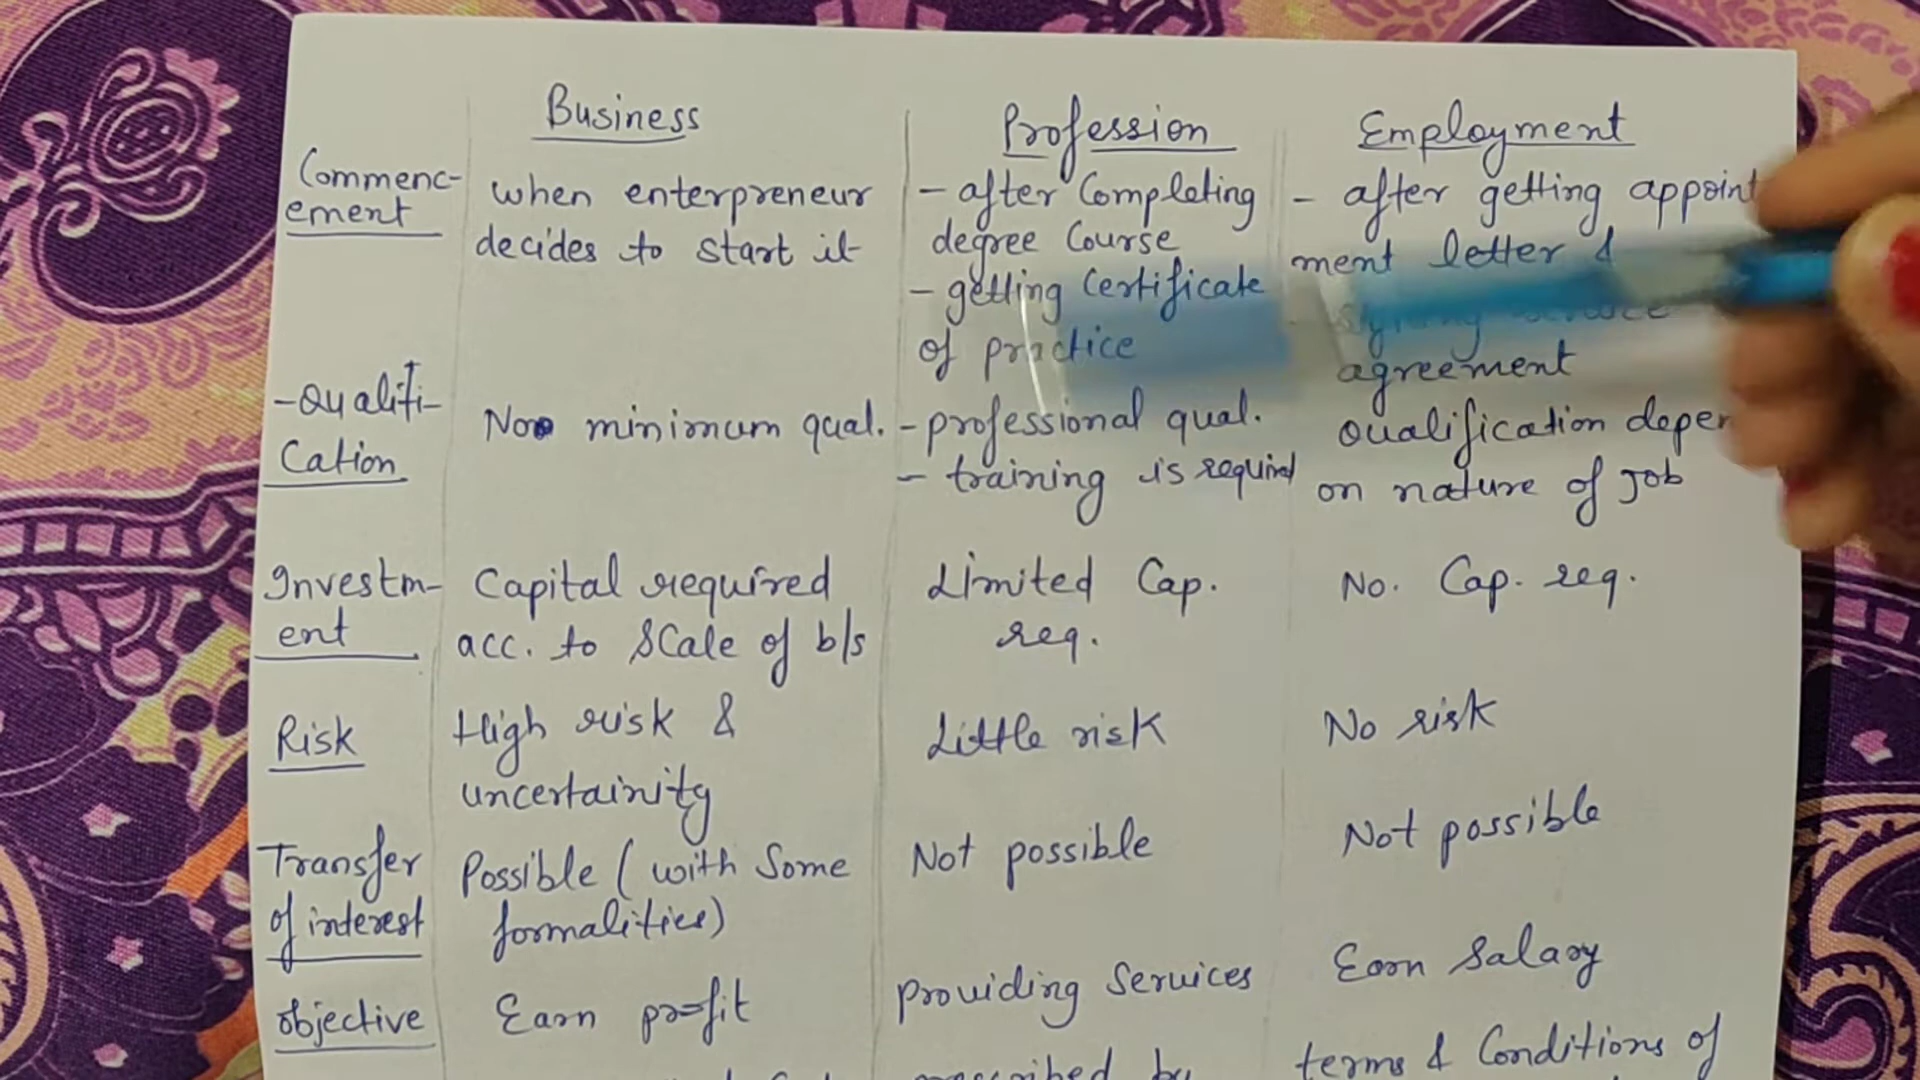 Business
Profession
Employment
Commenc-
ement
when enterpreneur
decides to start it
- after Completing
degree Course
- getting Certificate
of practice
- after getting appoint
ment letter &
agreement
- Qualifi-
Cation
No minimum qual.
- professional qual.
- training is required
Qualification depen
on nature of Job
Investm-
ent
Capital required
acc. to Scale of b/s
Limited Cap.
req.
No. Cap. req.
Risk
High risk &
uncertainity
Little risk
No risk
Transfer
of interest
Possible (with Some
formalities)
Not possible
Not possible
objective
Earn profit
Providing Services
Earn Salary
by
terms & Conditions of